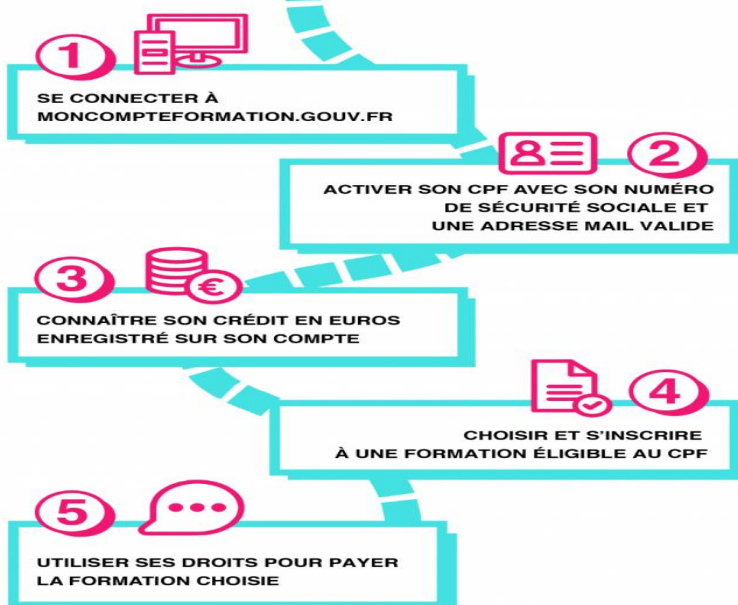 1
SE CONNECTER À
MONCOMPTEFORMATION.GOUV.FR
2
ACTIVER SON CPF AVEC SON NUMÉRO
DE SÉCURITÉ SOCIALE ET
UNE ADRESSE MAIL VALIDE
3
€
CONNAÎTRE SON CRÉDIT EN EUROS
ENREGISTRÉ SUR SON COMPTE
4
CHOISIR ET S'INSCRIRE
À UNE FORMATION ÉLIGIBLE AU CPF
5
UTILISER SES DROITS POUR PAYER
LA FORMATION CHOISIE